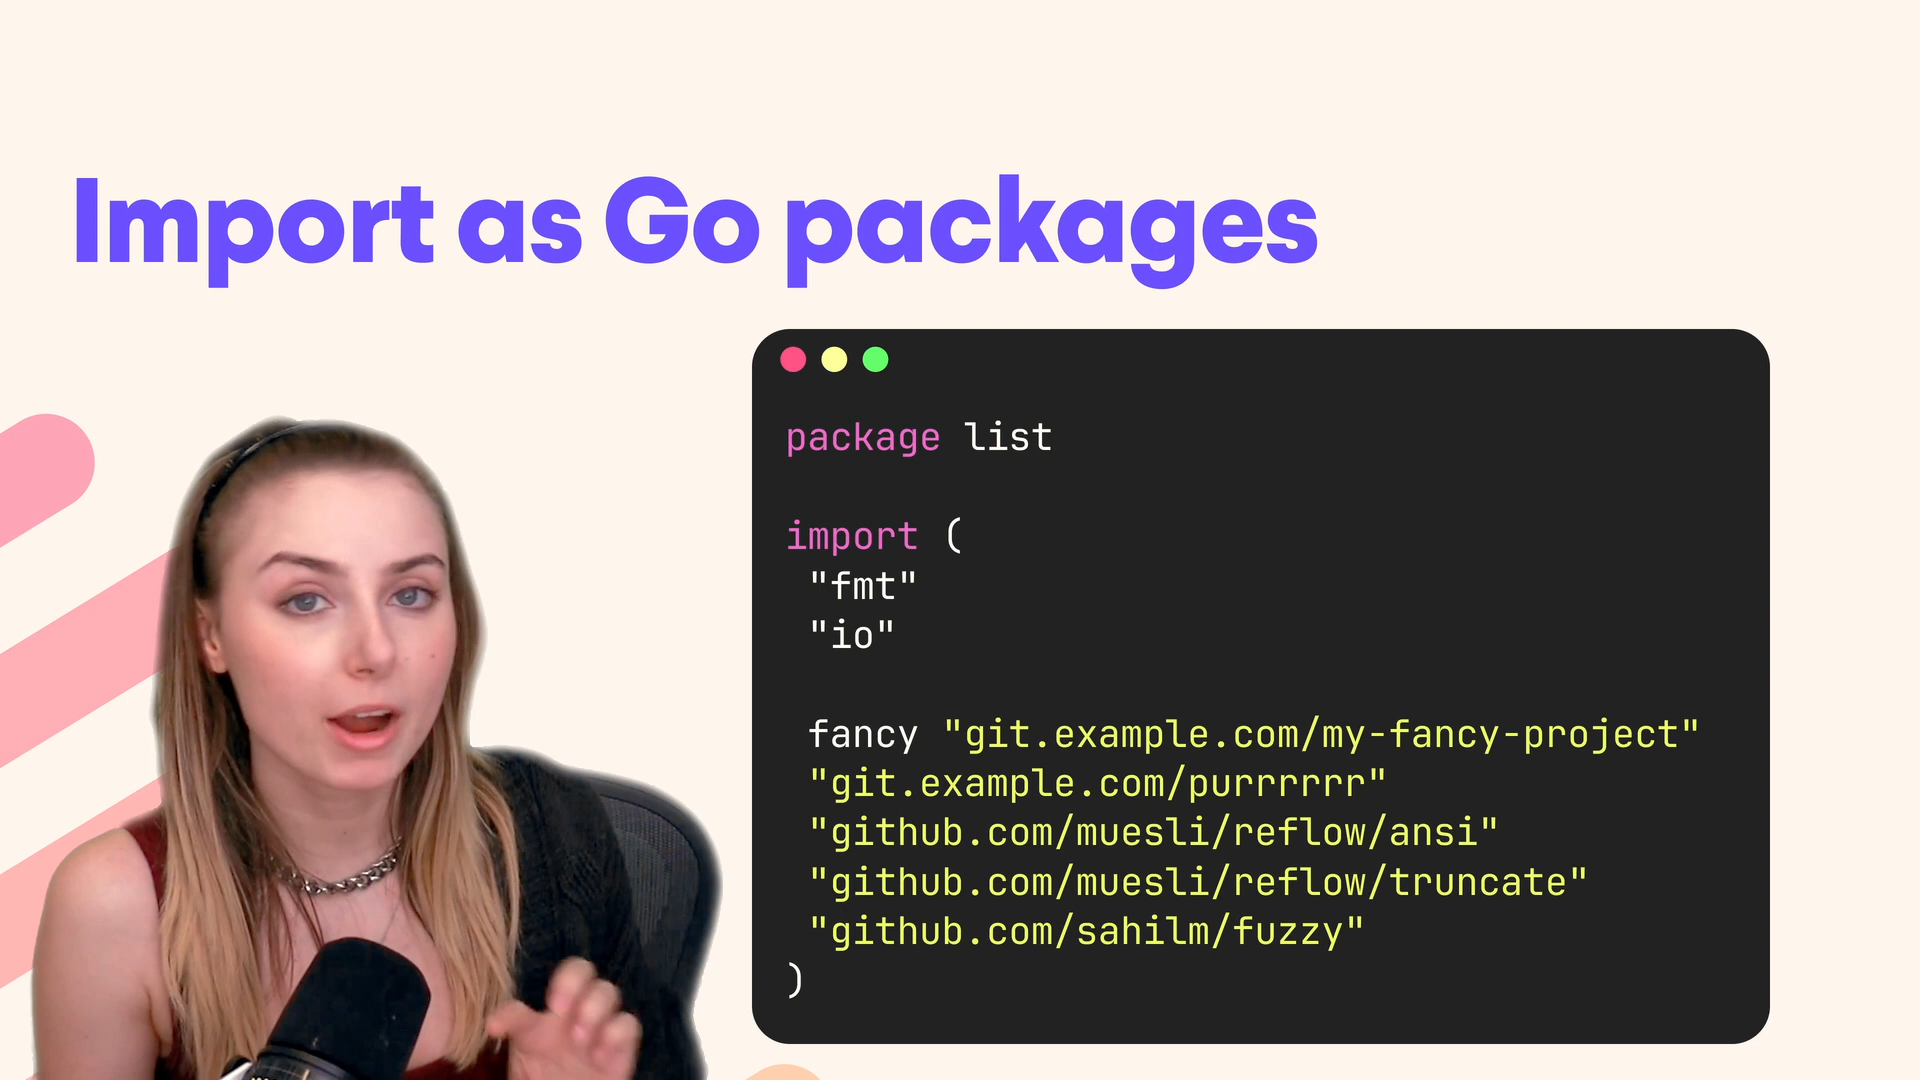 Import as Go packages
package list
import (
"fmt"
"io"
fancy "git.example.com/my-fancy-project"
"git.example.com/purrrrrr"
"github.com/muesli/reflow/ansi"
"github.com/muesli/reflow/truncate"
"github.com/sahilm/fuzzy"
)